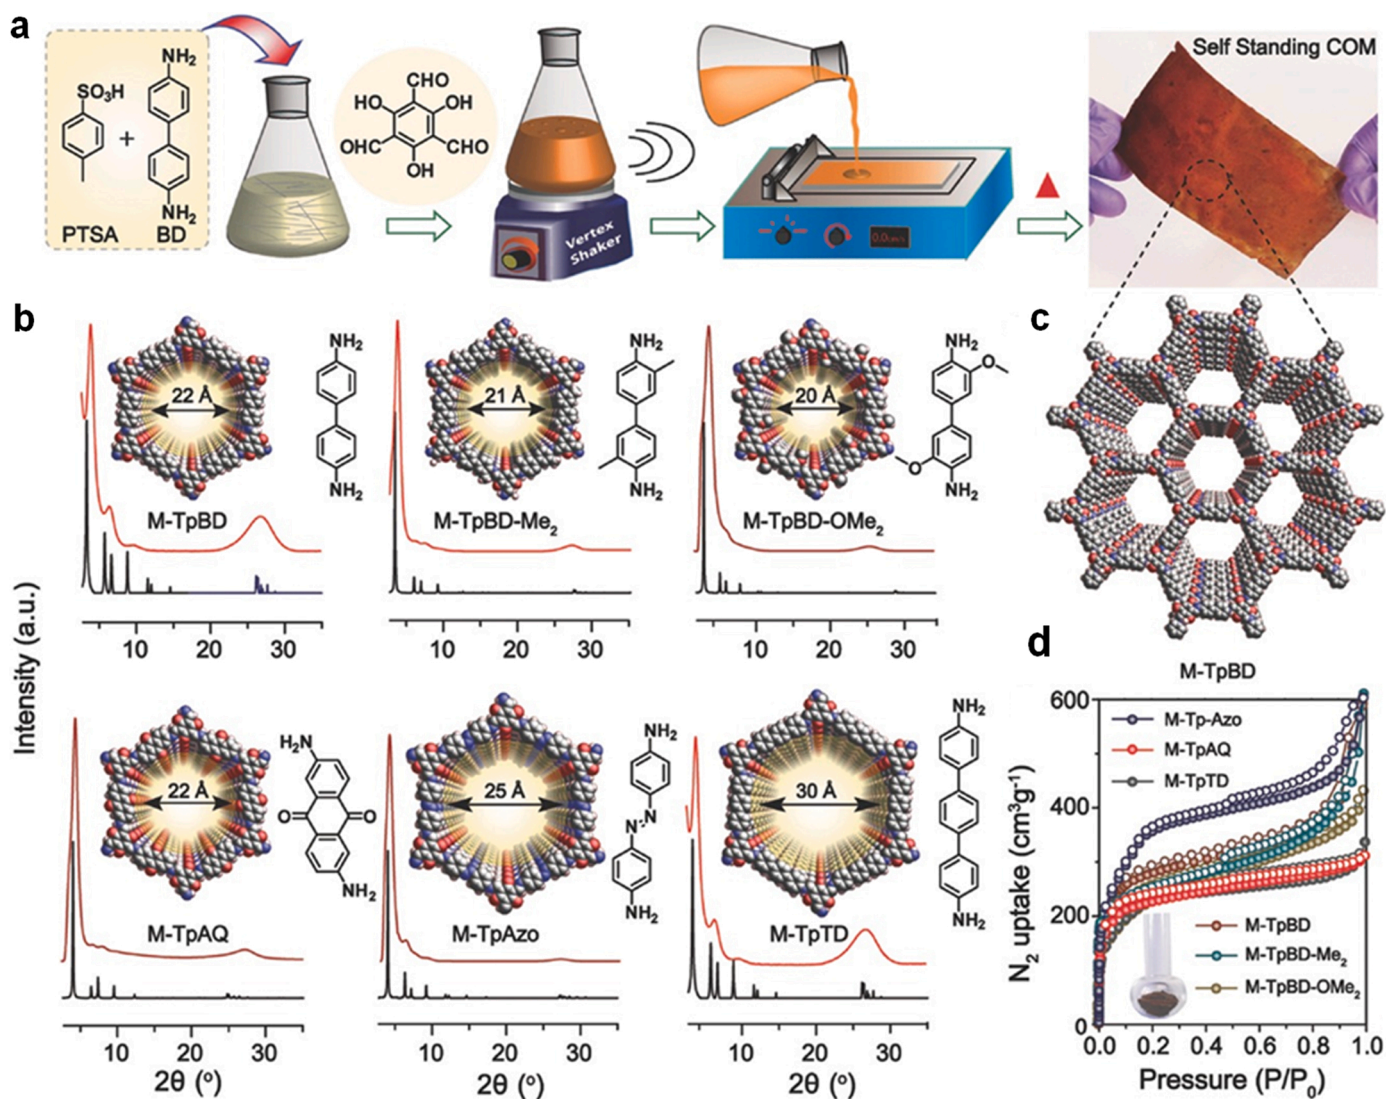 a
NH2
SO3H
+
NH2
PTSA
BD
CHO
HO
OH
OHC
CHO
OH
Vertex
Shaker
0.0cm/s
Self Standing COM
b
Intensity (a.u.)
22 Å
NH2
NH2
M-TpBD
10
20
30
21 Å
NH2
NH2
M-TpBD-Me2
10
20
30
20 Å
NH2
O
O
NH2
M-TpBD-OMe2
10
20
30
22 Å
H2N
O
O
NH2
M-TpAQ
10
20
30
2θ (o)
25 Å
NH2
N
N
NH2
M-TpAzo
10
20
30
2θ (o)
30 Å
NH2
NH2
M-TpTD
10
20
30
2θ (o)
c
d
M-TpBD
N2 uptake (cm3g-1)
600
400
200
0
M-Tp-Azo
M-TpAQ
M-TpTD
M-TpBD
M-TpBD-Me2
M-TpBD-OMe2
0.0 0.2 0.4 0.6 0.8 1.0
Pressure (P/P0)